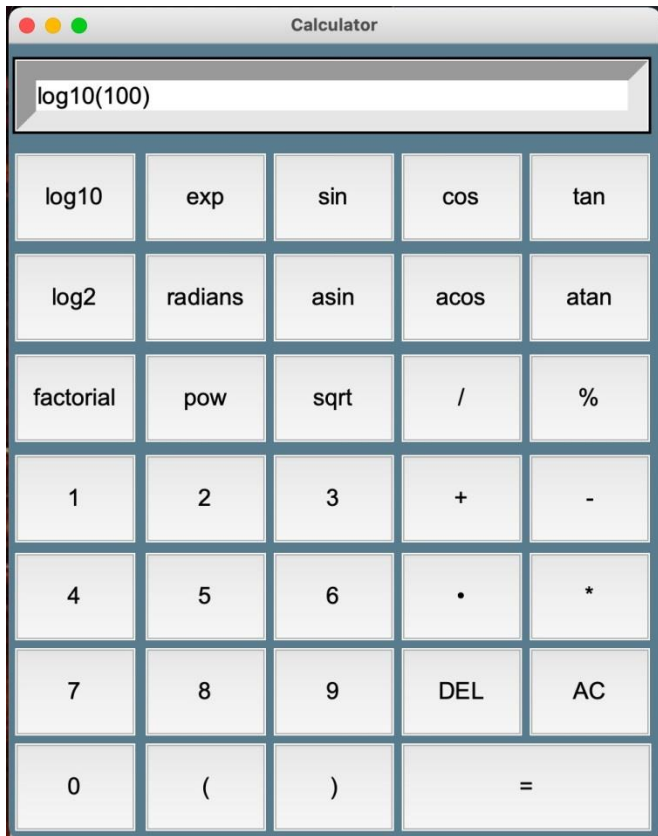 Calculator
log10(100)
log10 exp sin cos tan
log2 radians asin acos atan
factorial pow sqrt / %
1 2 3 + -
4 5 6 • *
7 8 9 DEL AC
0 ( ) =